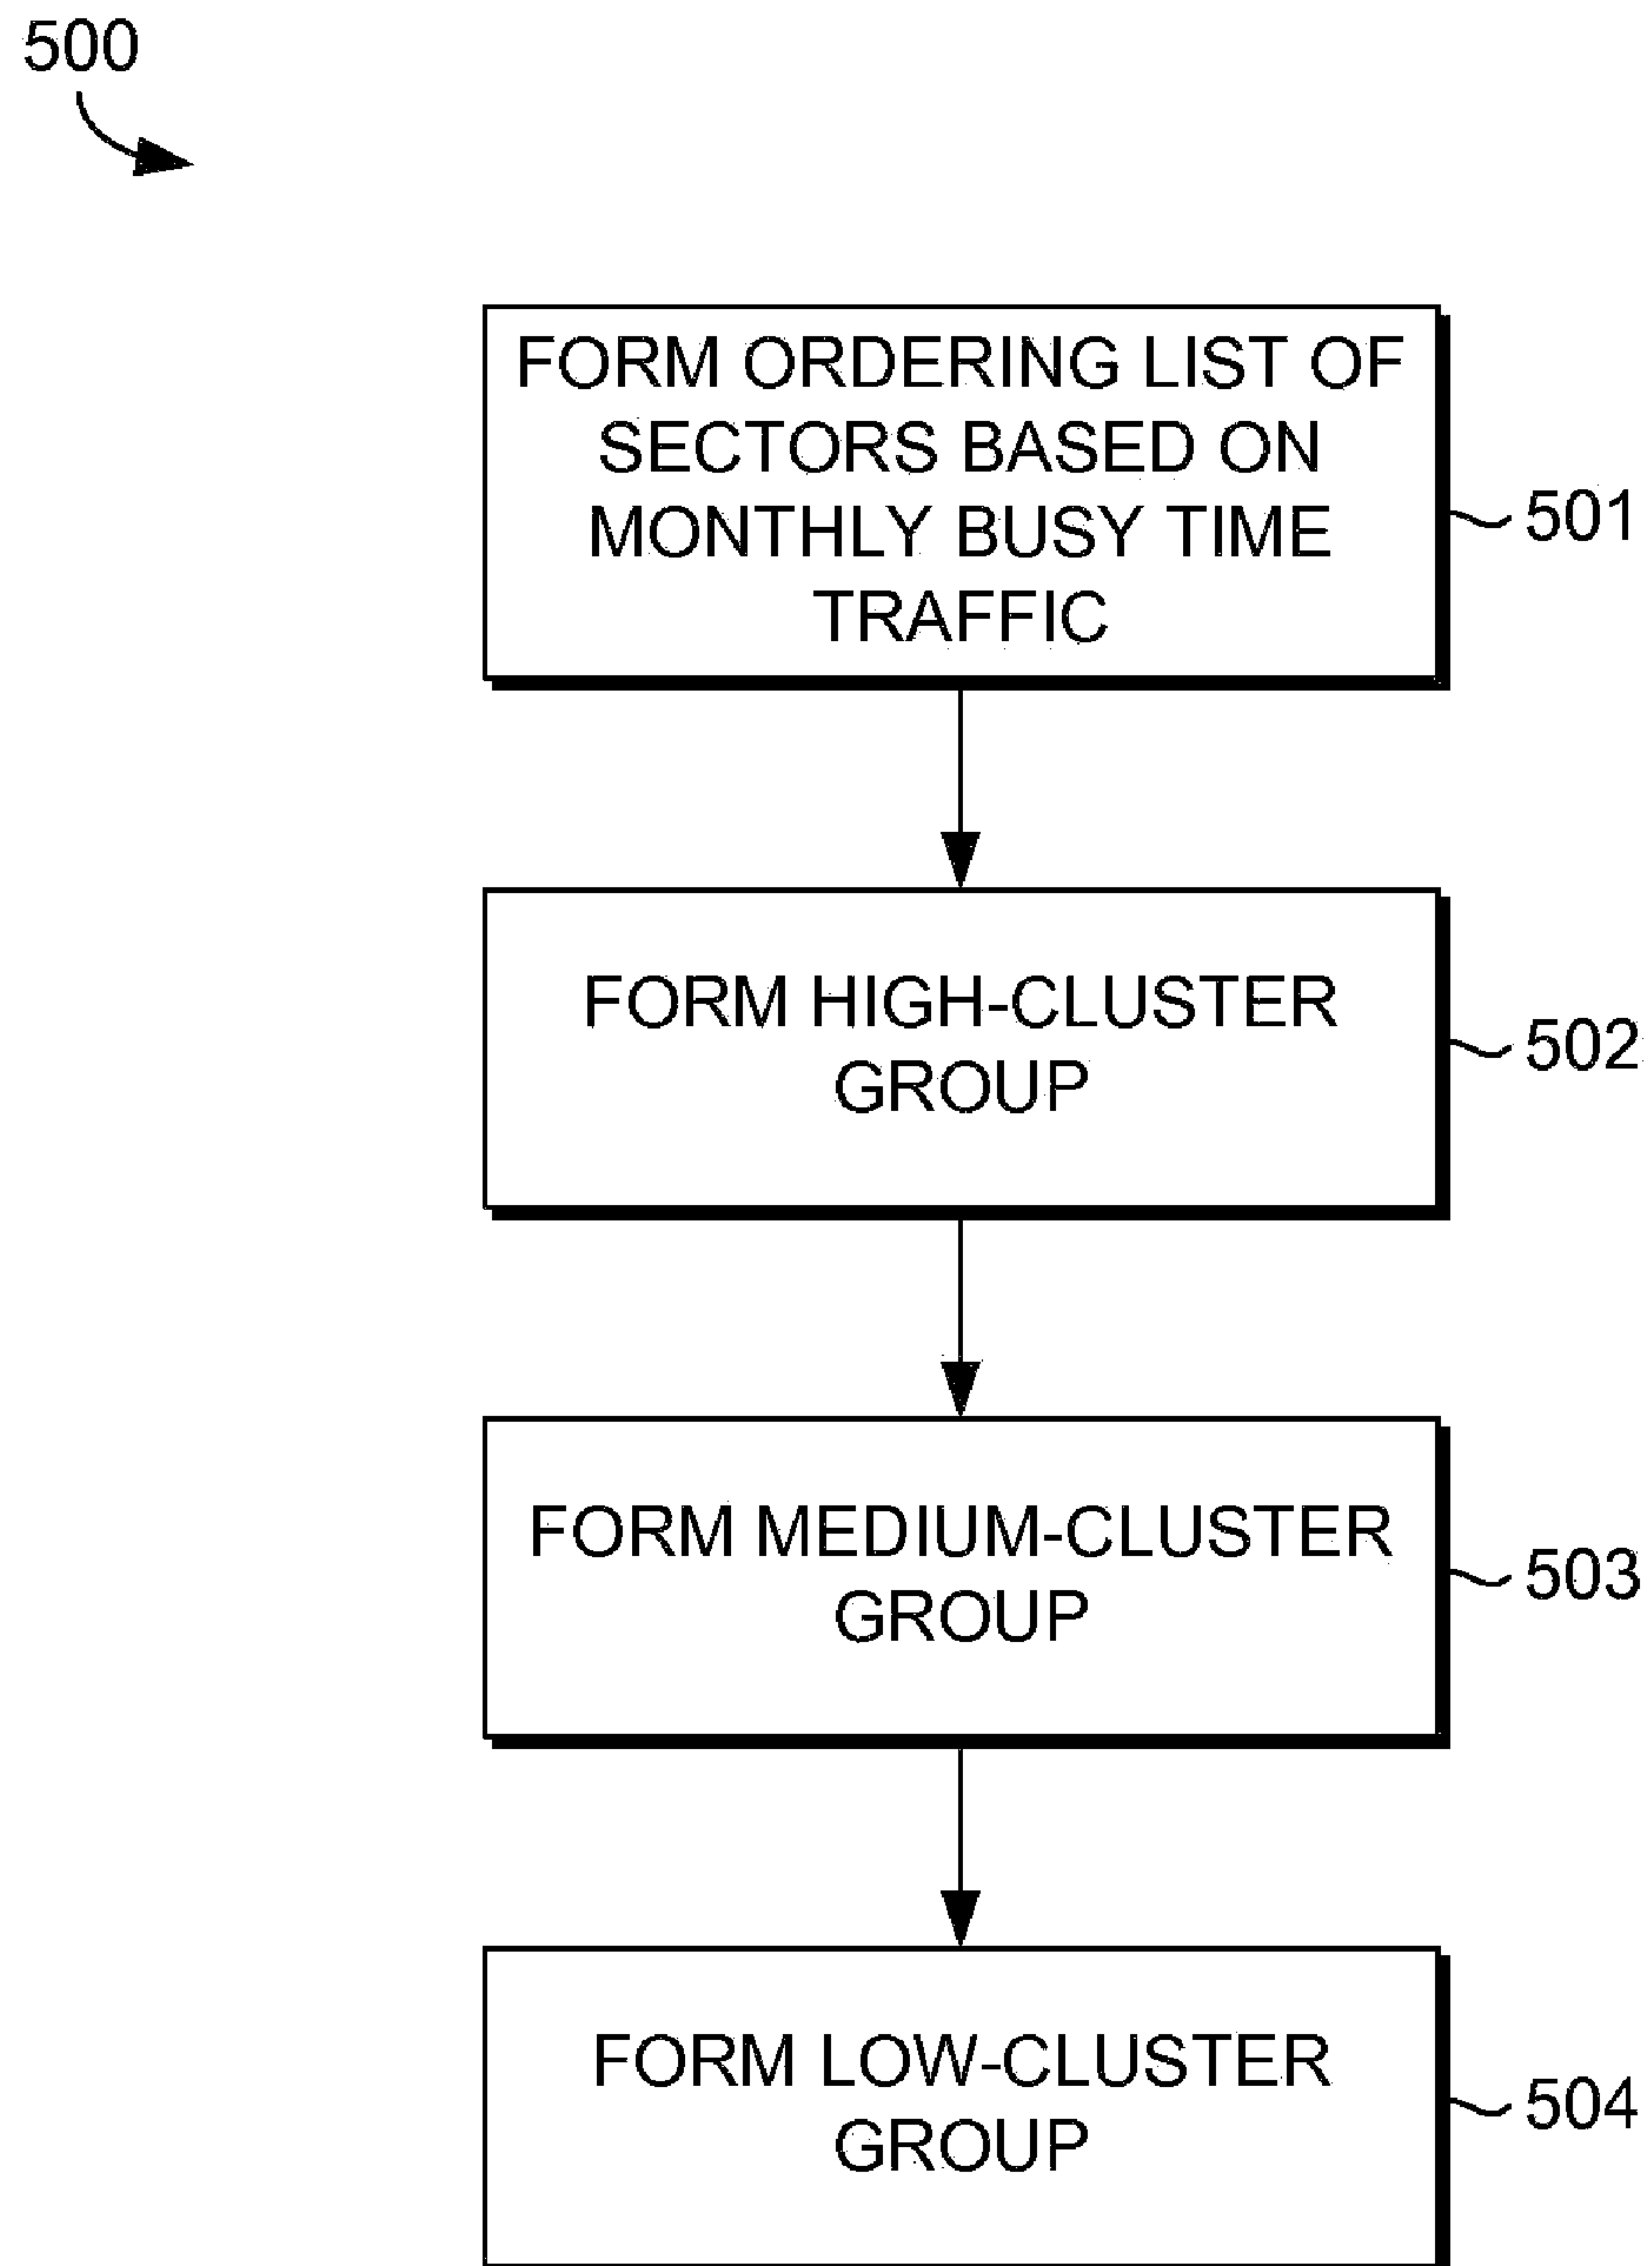 500
FORM ORDERING LIST OF
SECTORS BASED ON
MONTHLY BUSY TIME
TRAFFIC
501
FORM HIGH-CLUSTER
GROUP
502
FORM MEDIUM-CLUSTER
GROUP
503
FORM LOW-CLUSTER
GROUP
504